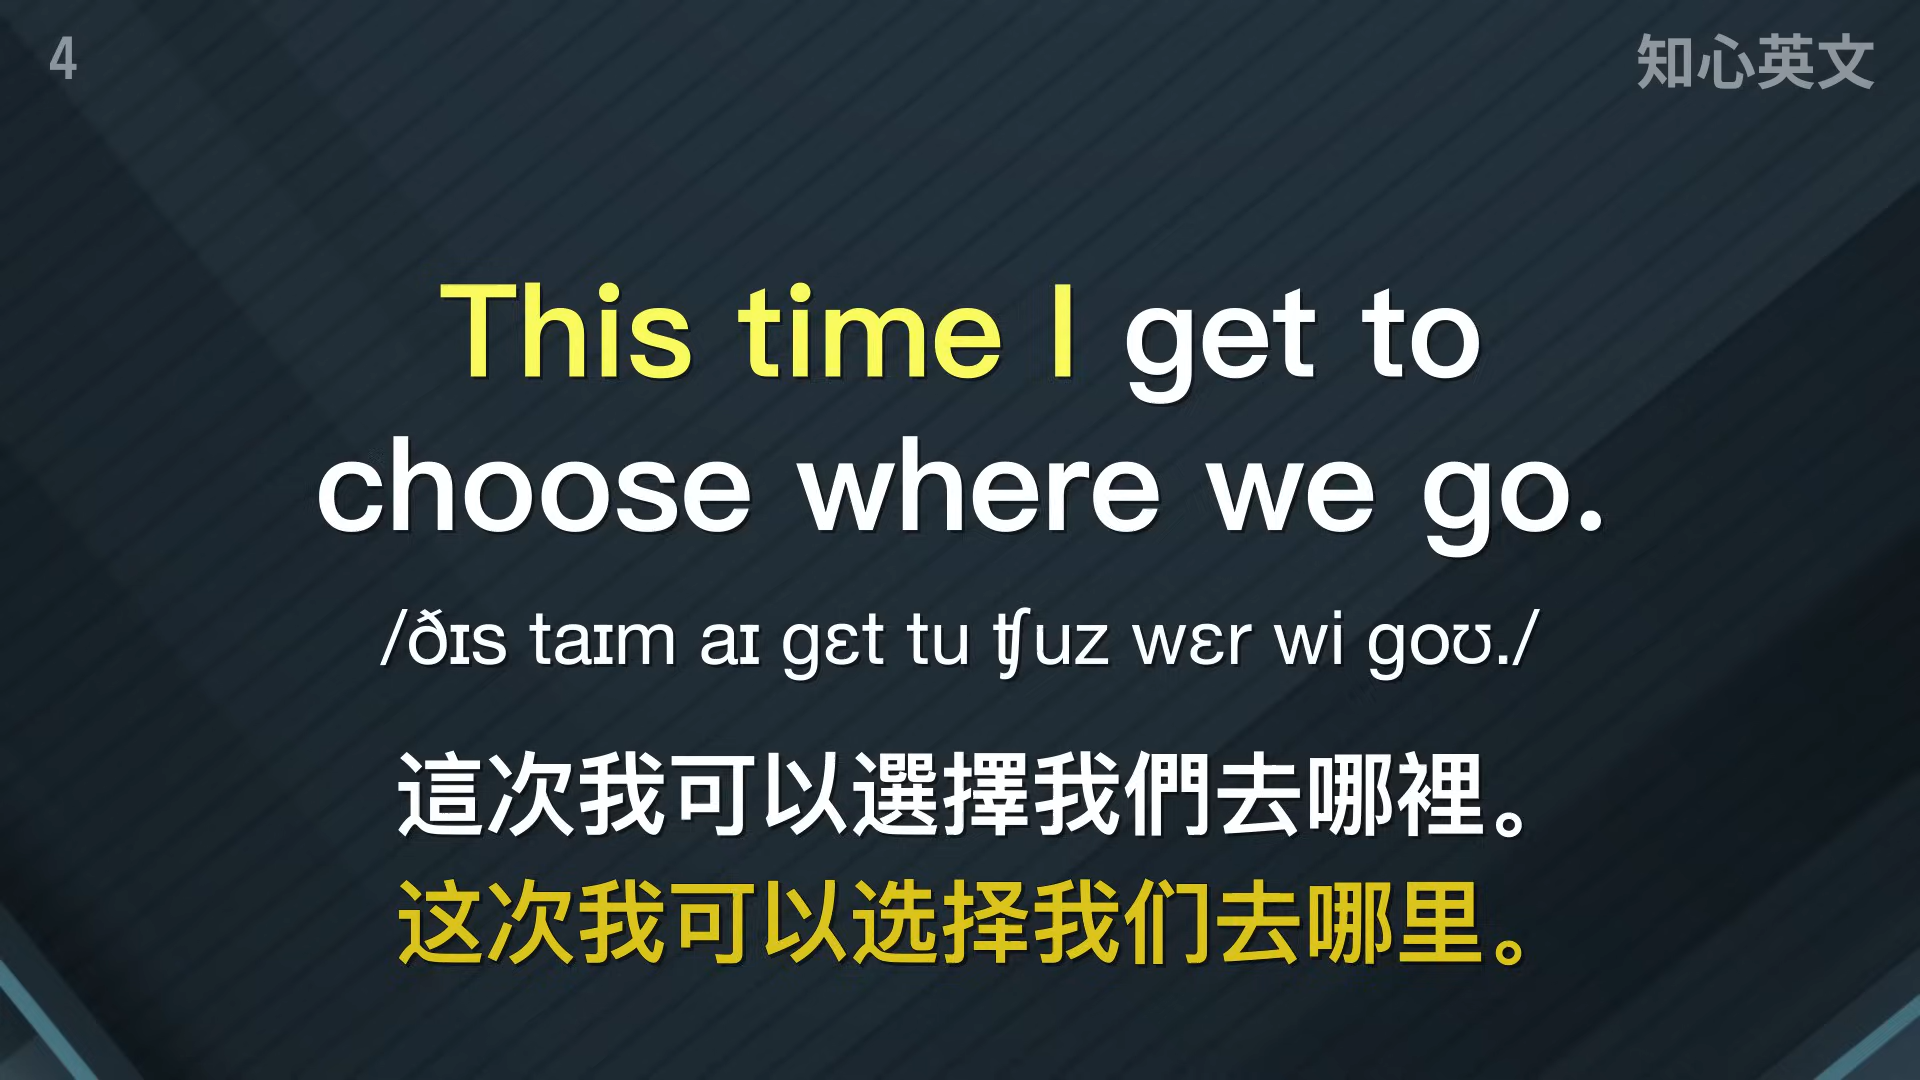 4
知心英文
This time I get to
choose where we go.
/ðɪs taɪm aɪ gɛt tu ʧuz wɛr wi goʊ./
這次我可以選擇我們去哪裡。
这次我可以选择我们去哪里。